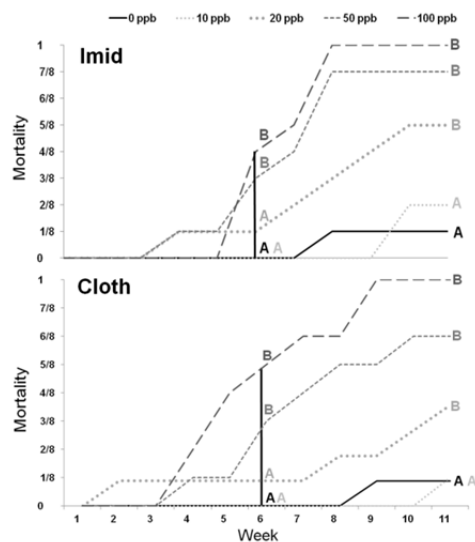 0 ppb 10 ppb 20 ppb 50 ppb 100 ppb
Imid
Mortality
1
7/8
6/8
5/8
4/8
3/8
2/8
1/8
0
B
B
B
B
A
A
A
A A
A
Cloth
Mortality
1
7/8
6/8
5/8
4/8
3/8
2/8
1/8
0
B
B
B
B
A
A
A A
A A
1 2 3 4 5 6 7 8 9 10 11
Week